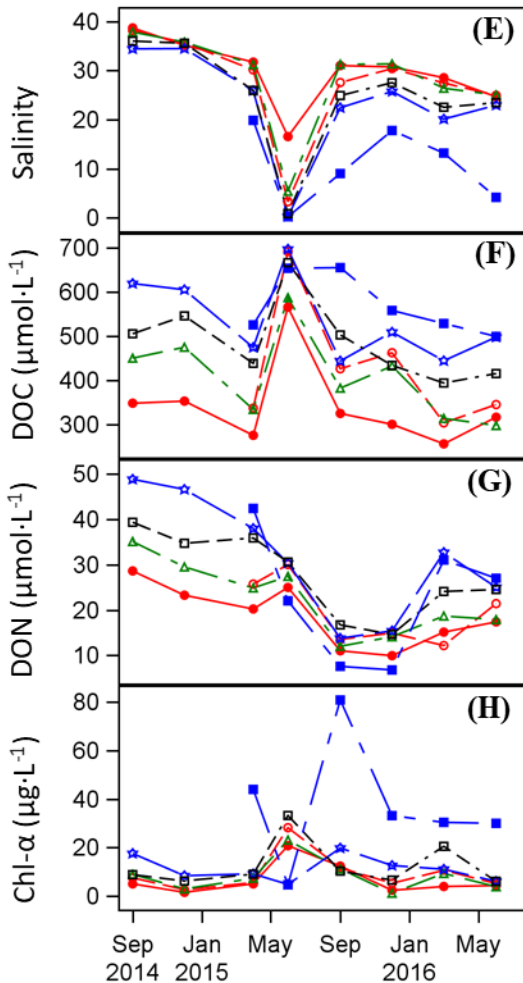 (E)
Salinity
40
30
20
10
0
(F)
DOC (μmol·L⁻¹)
700
600
500
400
300
(G)
DON (μmol·L⁻¹)
50
40
30
20
10
(H)
Chl-α (μg·L⁻¹)
80
60
40
20
0
Sep Jan May Sep Jan May
2014 2015 2016